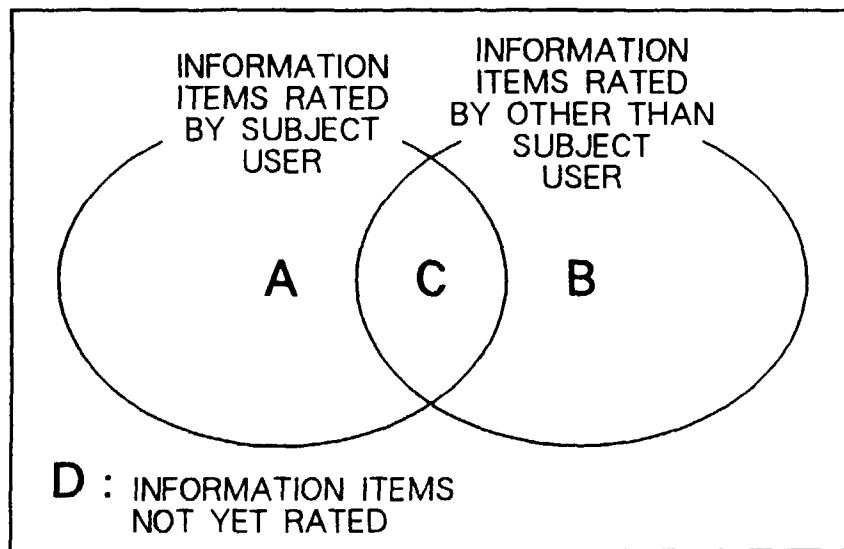 INFORMATION
ITEMS RATED
BY SUBJECT
USER
INFORMATION
ITEMS RATED
BY OTHER THAN
SUBJECT
USER
A
C
B
D : INFORMATION ITEMS
NOT YET RATED